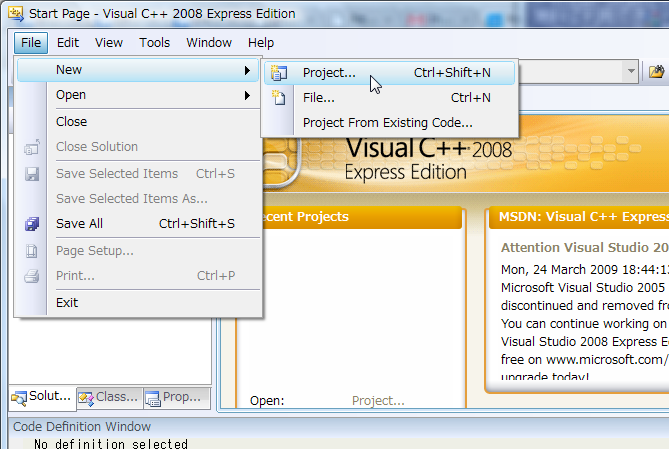 Start Page - Visual C++ 2008 Express Edition
File Edit View Tools Window Help
New
Open
Close
Close Solution
Save Selected Items Ctrl+S
Save Selected Items As...
Save All Ctrl+Shift+S
Page Setup...
Print... Ctrl+P
Exit
Project... Ctrl+Shift+N
File... Ctrl+N
Project From Existing Code...
Visual C++ 2008
Express Edition
ecent Projects
Open: Project...
MSDN: Visual C++ Express
Attention Visual Studio 20
Mon, 24 March 2009 18:44:13
Microsoft Visual Studio 2005
discontinued and removed fro
You can continue working on
Visual Studio 2008 Express E
free on www.microsoft.com/
upgrade today!
Solut... Class... Prop...
Code Definition Window
No definition selected